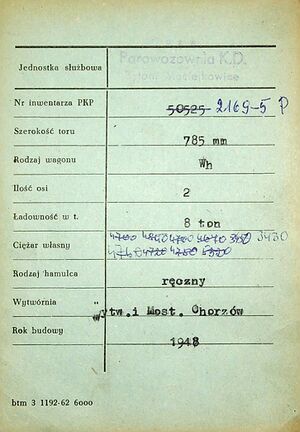 Parowozownia K.D.
Jednostka służbowa
Bytom Maciejkowice
Nr inwentarza PKP 50525 2169-5 P
Szerokość toru 785 mm
Rodzaj wagonu Wh
Ilość osi 2
Ładowność w t. 8 ton
Ciężar własny 3430
Rodzaj hamulca ręczny
Wytwórnia
Wytw. i Most. Chorzów
Rok budowy 1948
btm 3 1192-62 6000